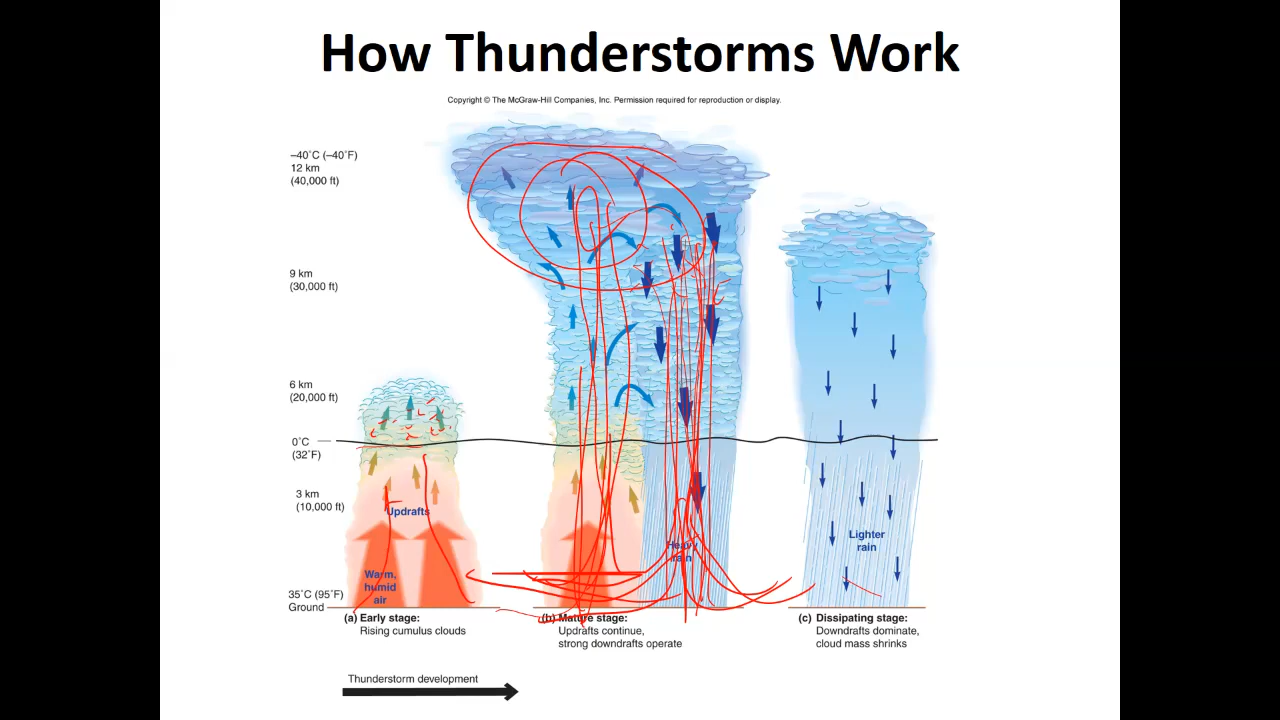 How Thunderstorms Work
Copyright © The McGraw-Hill Companies, Inc. Permission required for reproduction or display.
–40˚C (–40˚F)
12 km
(40,000 ft)
9 km
(30,000 ft)
6 km
(20,000 ft)
0˚C
(32˚F)
3 km
(10,000 ft)
Updrafts
Heavy
rain
Lighter
rain
Warm,
humid
air
35˚C (95˚F)
Ground
(a) Early stage:
Rising cumulus clouds
(b) Mature stage:
Updrafts continue,
strong downdrafts operate
(c) Dissipating stage:
Downdrafts dominate,
cloud mass shrinks
Thunderstorm development